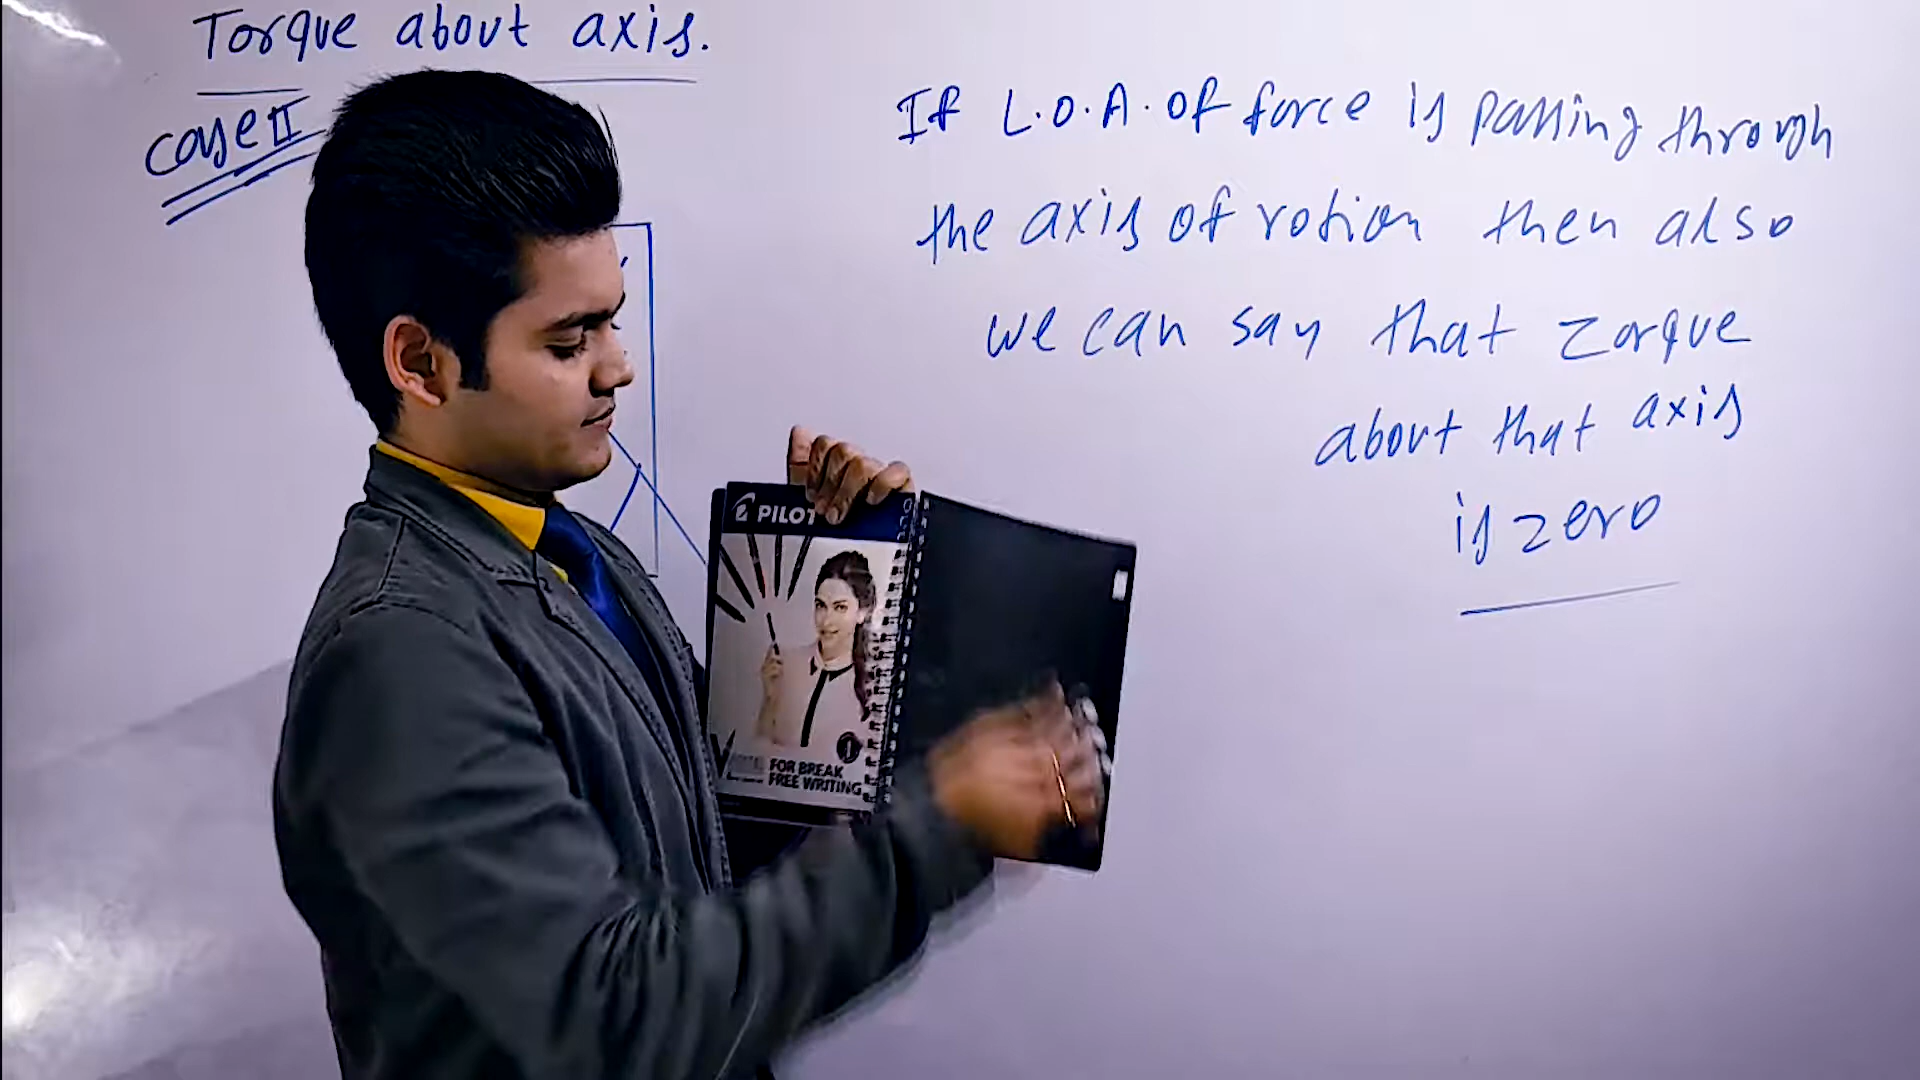 Torque about axis.
case II
If L.O.A. of force is passing through
the axis of rotion then also
we can say that zorque
about that axis
is zero
PILOT
FOR BREAK
FREE WRITING